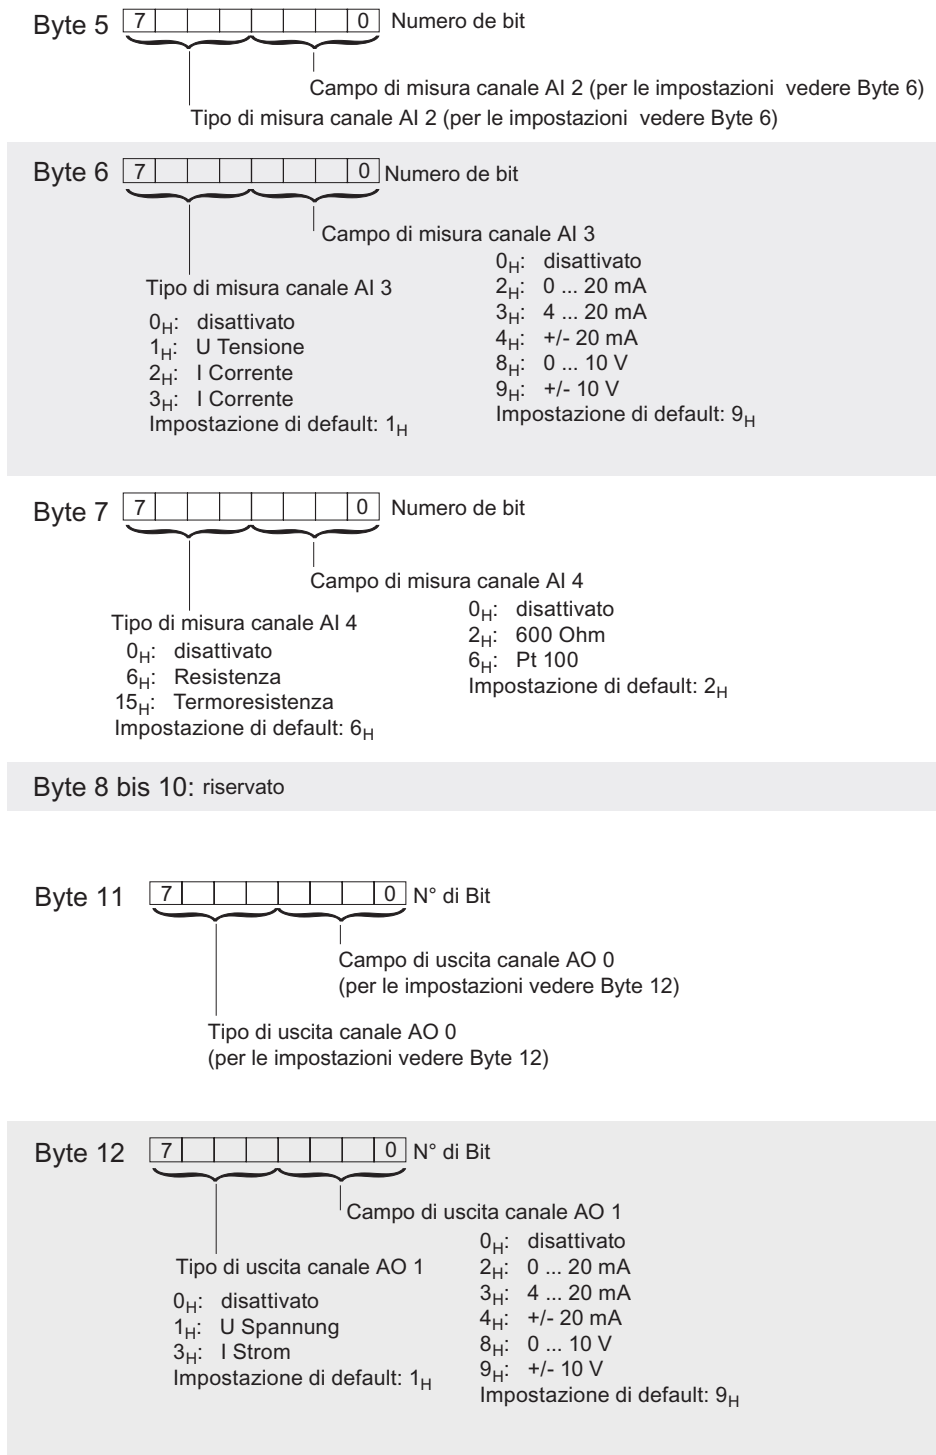 Byte 5 7 0 Numero de bit
Campo di misura canale AI 2 (per le impostazioni vedere Byte 6)
Tipo di misura canale AI 2 (per le impostazioni vedere Byte 6)
Byte 6 7 0 Numero de bit
Campo di misura canale AI 3
0H: disattivato
2H: 0 ... 20 mA
3H: 4 ... 20 mA
4H: +/- 20 mA
8H: 0 ... 10 V
9H: +/- 10 V
Impostazione di default: 9H
Tipo di misura canale AI 3
0H: disattivato
1H: U Tensione
2H: I Corrente
3H: I Corrente
Impostazione di default: 1H
Byte 7 7 0 Numero de bit
Campo di misura canale AI 4
0H: disattivato
2H: 600 Ohm
6H: Pt 100
Impostazione di default: 2H
Tipo di misura canale AI 4
0H: disattivato
6H: Resistenza
15H: Termoresistenza
Impostazione di default: 6H
Byte 8 bis 10: riservato
Byte 11 7 0 N° di Bit
Campo di uscita canale AO 0
(per le impostazioni vedere Byte 12)
Tipo di uscita canale AO 0
(per le impostazioni vedere Byte 12)
Byte 12 7 0 N° di Bit
Campo di uscita canale AO 1
0H: disattivato
2H: 0 ... 20 mA
3H: 4 ... 20 mA
4H: +/- 20 mA
8H: 0 ... 10 V
9H: +/- 10 V
Impostazione di default: 9H
Tipo di uscita canale AO 1
0H: disattivato
1H: U Spannung
3H: I Strom
Impostazione di default: 1H